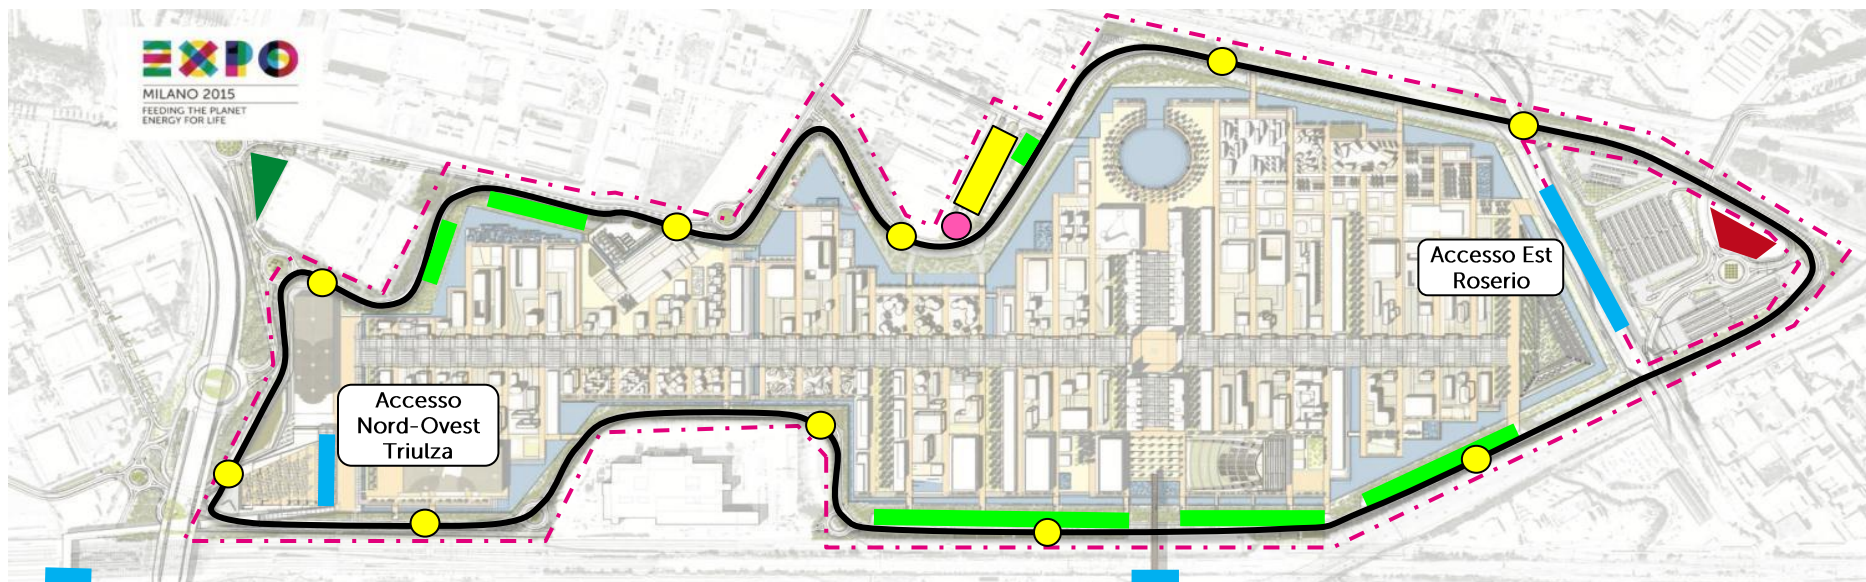 EXPO
MILANO 2015
FEEDING THE PLANET
ENERGY FOR LIFE
Accesso Est
Roserio
Accesso
Nord-Ovest
Triulza